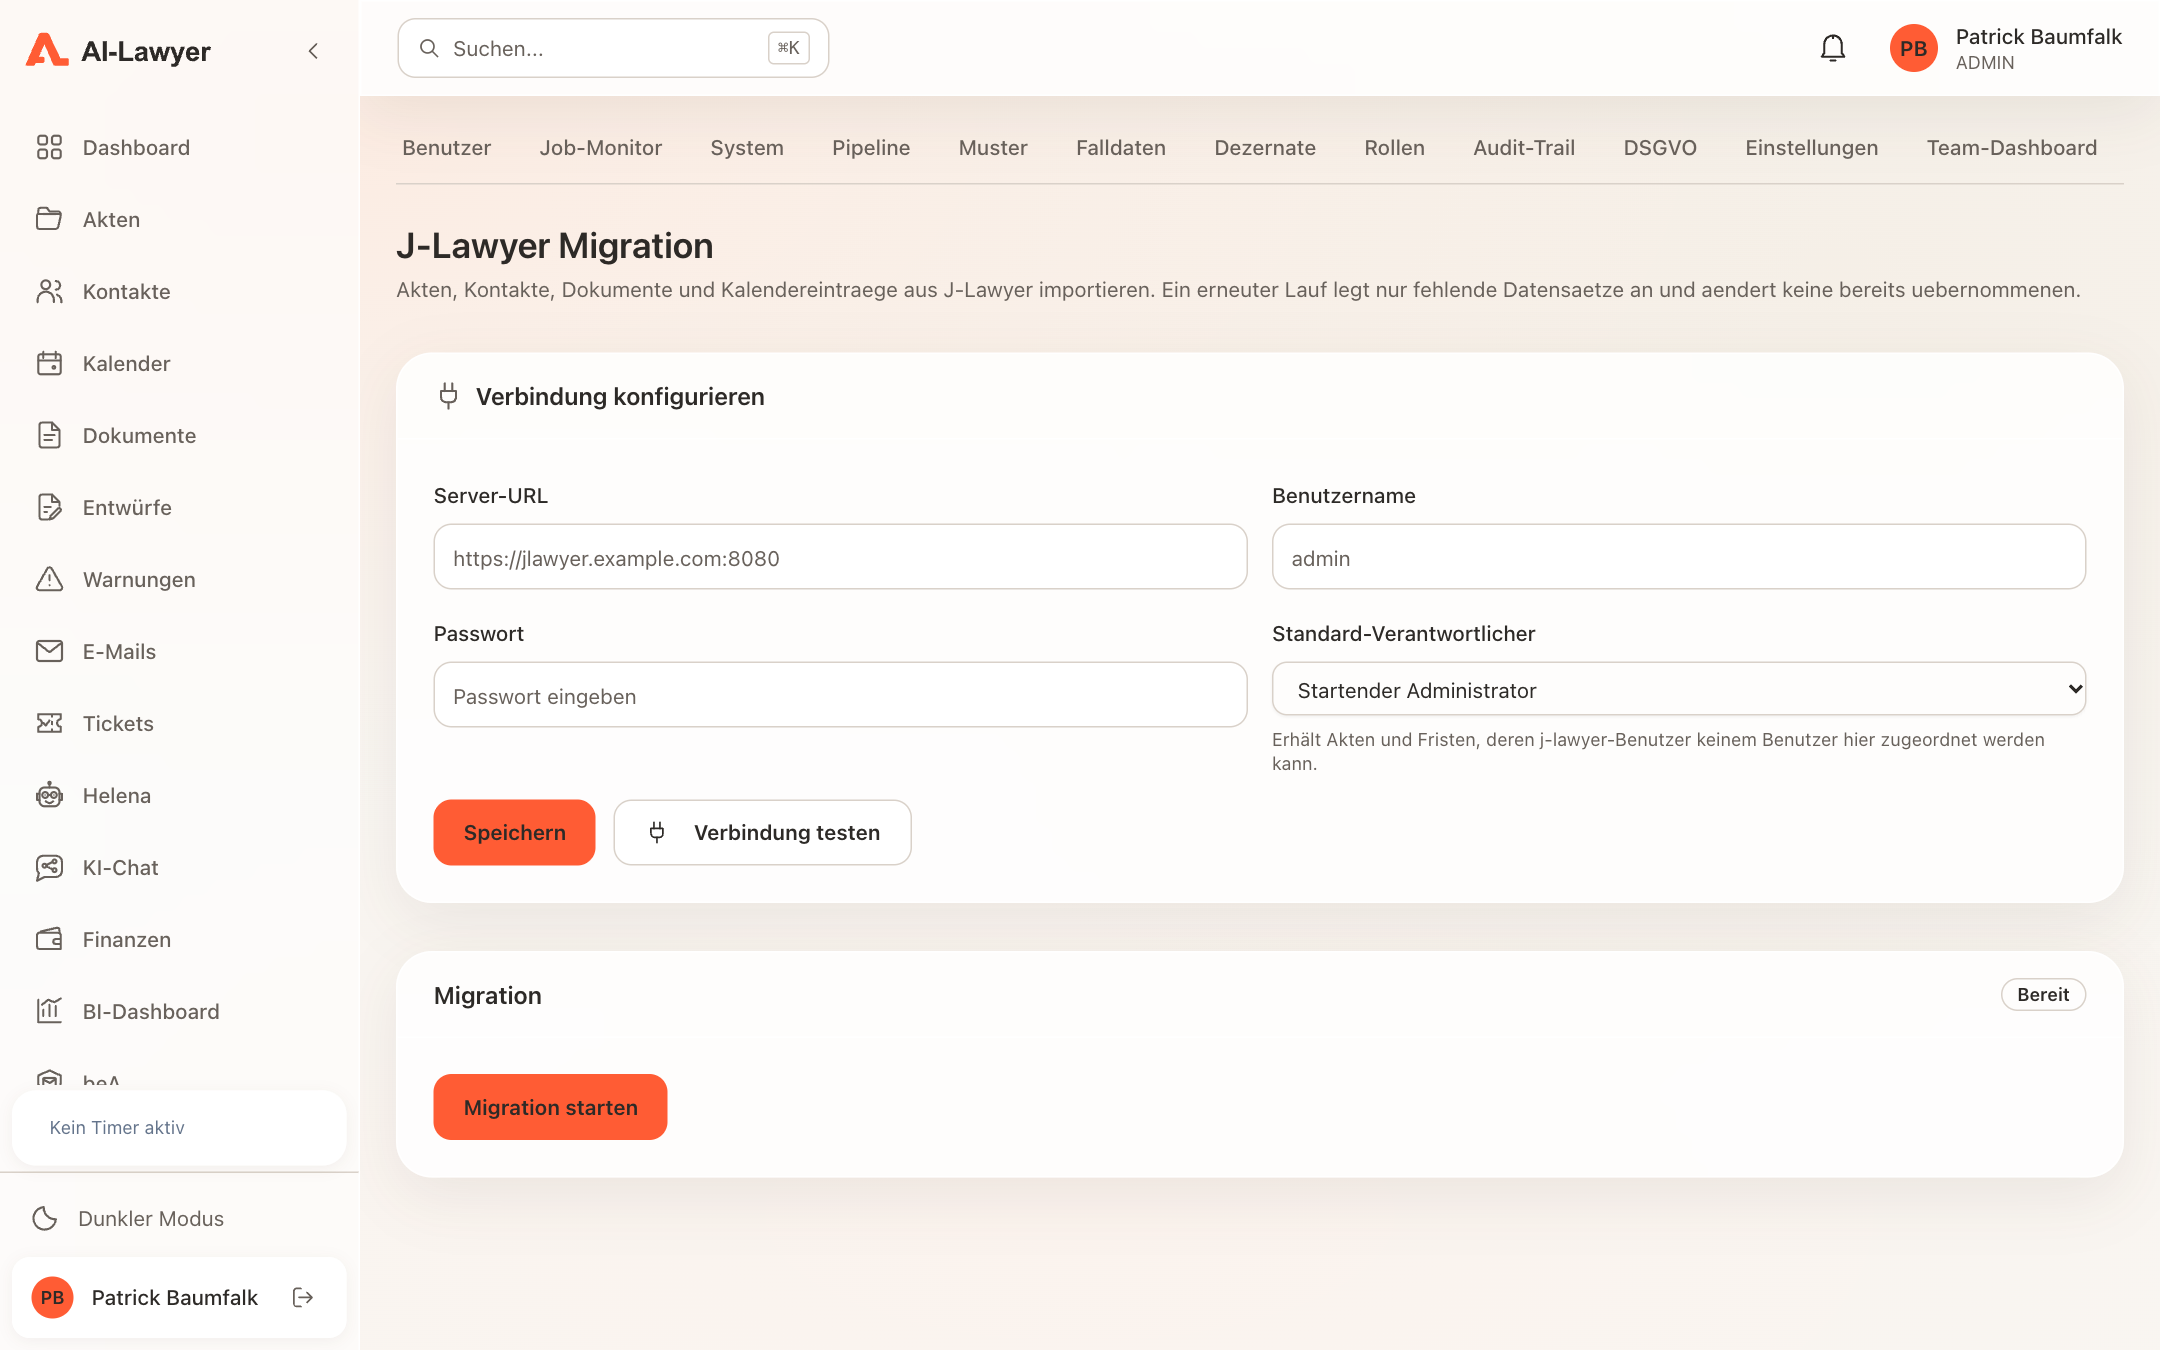 AI-Lawyer
Suchen...
⌘K
PB
Patrick Baumfalk
ADMIN
Dashboard
Akten
Kontakte
Kalender
Dokumente
Entwürfe
Warnungen
E-Mails
Tickets
Helena
KI-Chat
Finanzen
BI-Dashboard
beA
Kein Timer aktiv
Dunkler Modus
PB
Patrick Baumfalk
Benutzer Job-Monitor System Pipeline Muster Falldaten Dezernate Rollen Audit-Trail DSGVO Einstellungen Team-Dashboard
J-Lawyer Migration
Akten, Kontakte, Dokumente und Kalendereintraege aus J-Lawyer importieren. Ein erneuter Lauf legt nur fehlende Datensaetze an und aendert keine bereits uebernommenen.
Verbindung konfigurieren
Server-URL
https://jlawyer.example.com:8080
Benutzername
admin
Passwort
Passwort eingeben
Standard-Verantwortlicher
Startender Administrator
Erhält Akten und Fristen, deren j-lawyer-Benutzer keinem Benutzer hier zugeordnet werden
kann.
Speichern
Verbindung testen
Migration
Bereit
Migration starten